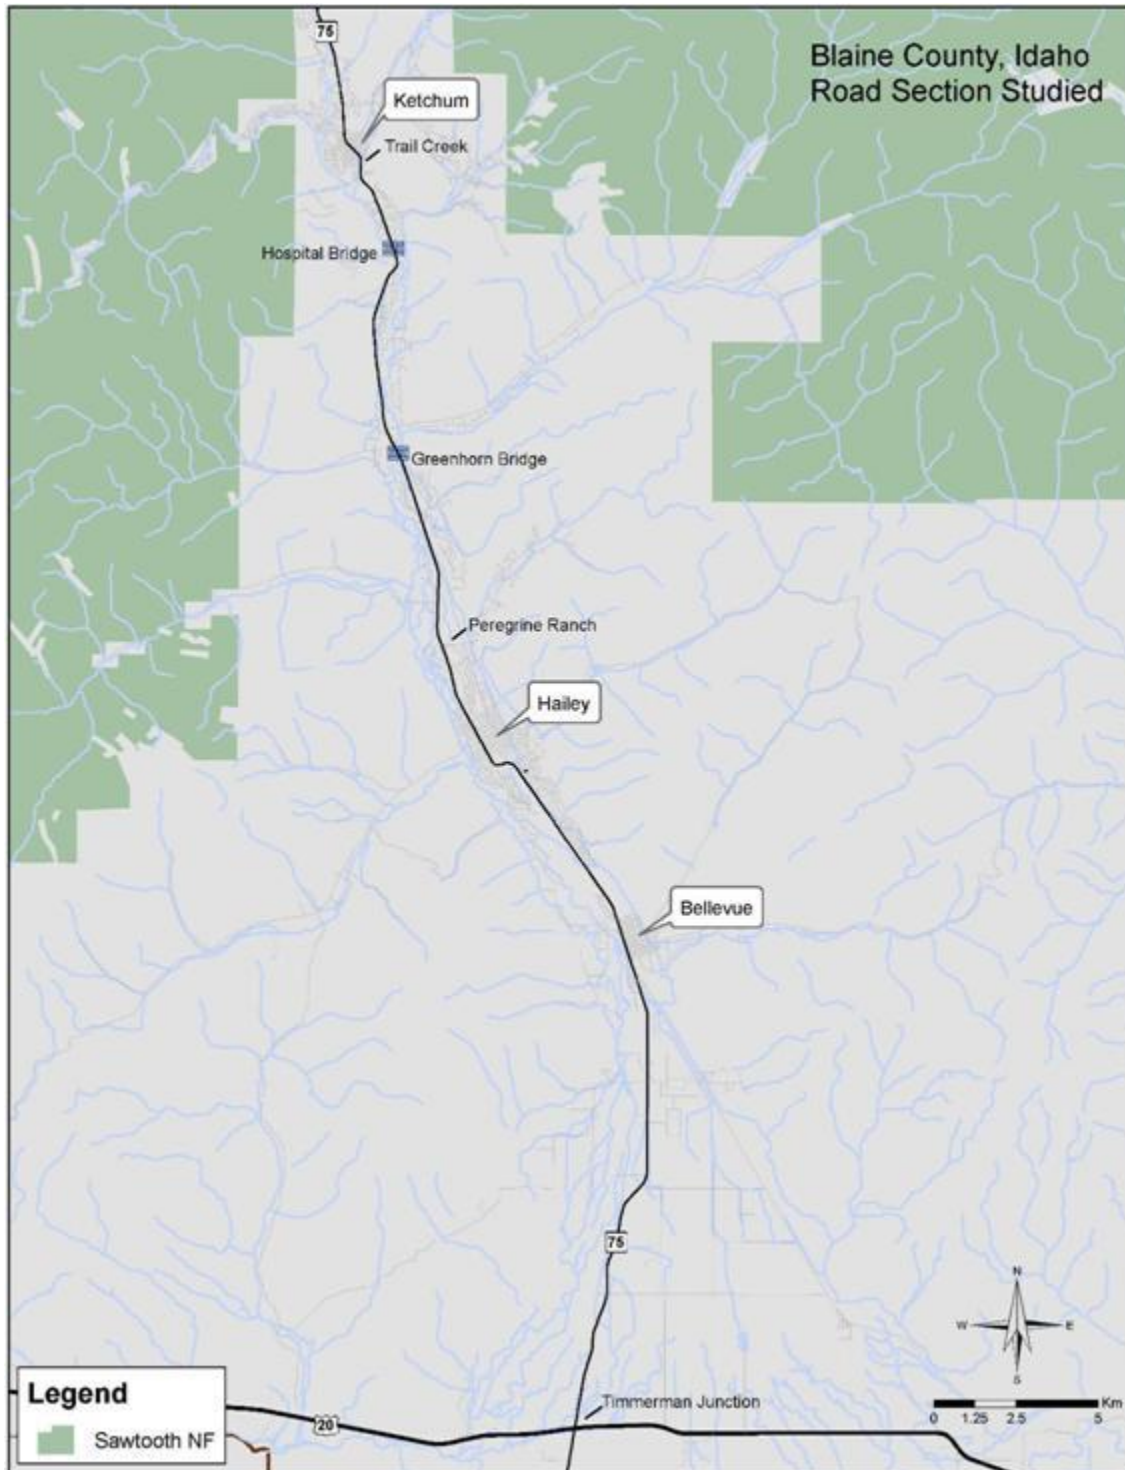 75
Blaine County, Idaho
Road Section Studied
Ketchum
Trail Creek
Hospital Bridge
Greenhorn Bridge
Peregrine Ranch
Hailey
Bellevue
75
N
W E
S
Legend
Sawtooth NF
20
Timmerman Junction
Km
0 1.25 2.5 5